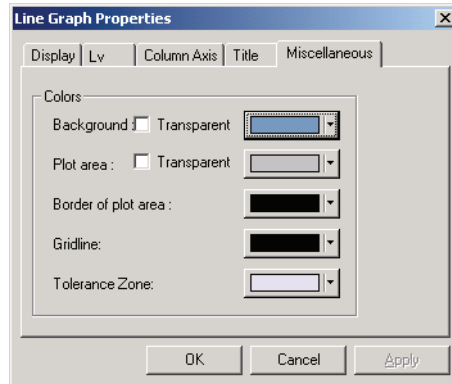 Line Graph Properties
Display Lv Column Axis Title Miscellaneous
Colors
Background : Transparent
Plot area : Transparent
Border of plot area :
Gridline:
Tolerance Zone:
OK Cancel Apply